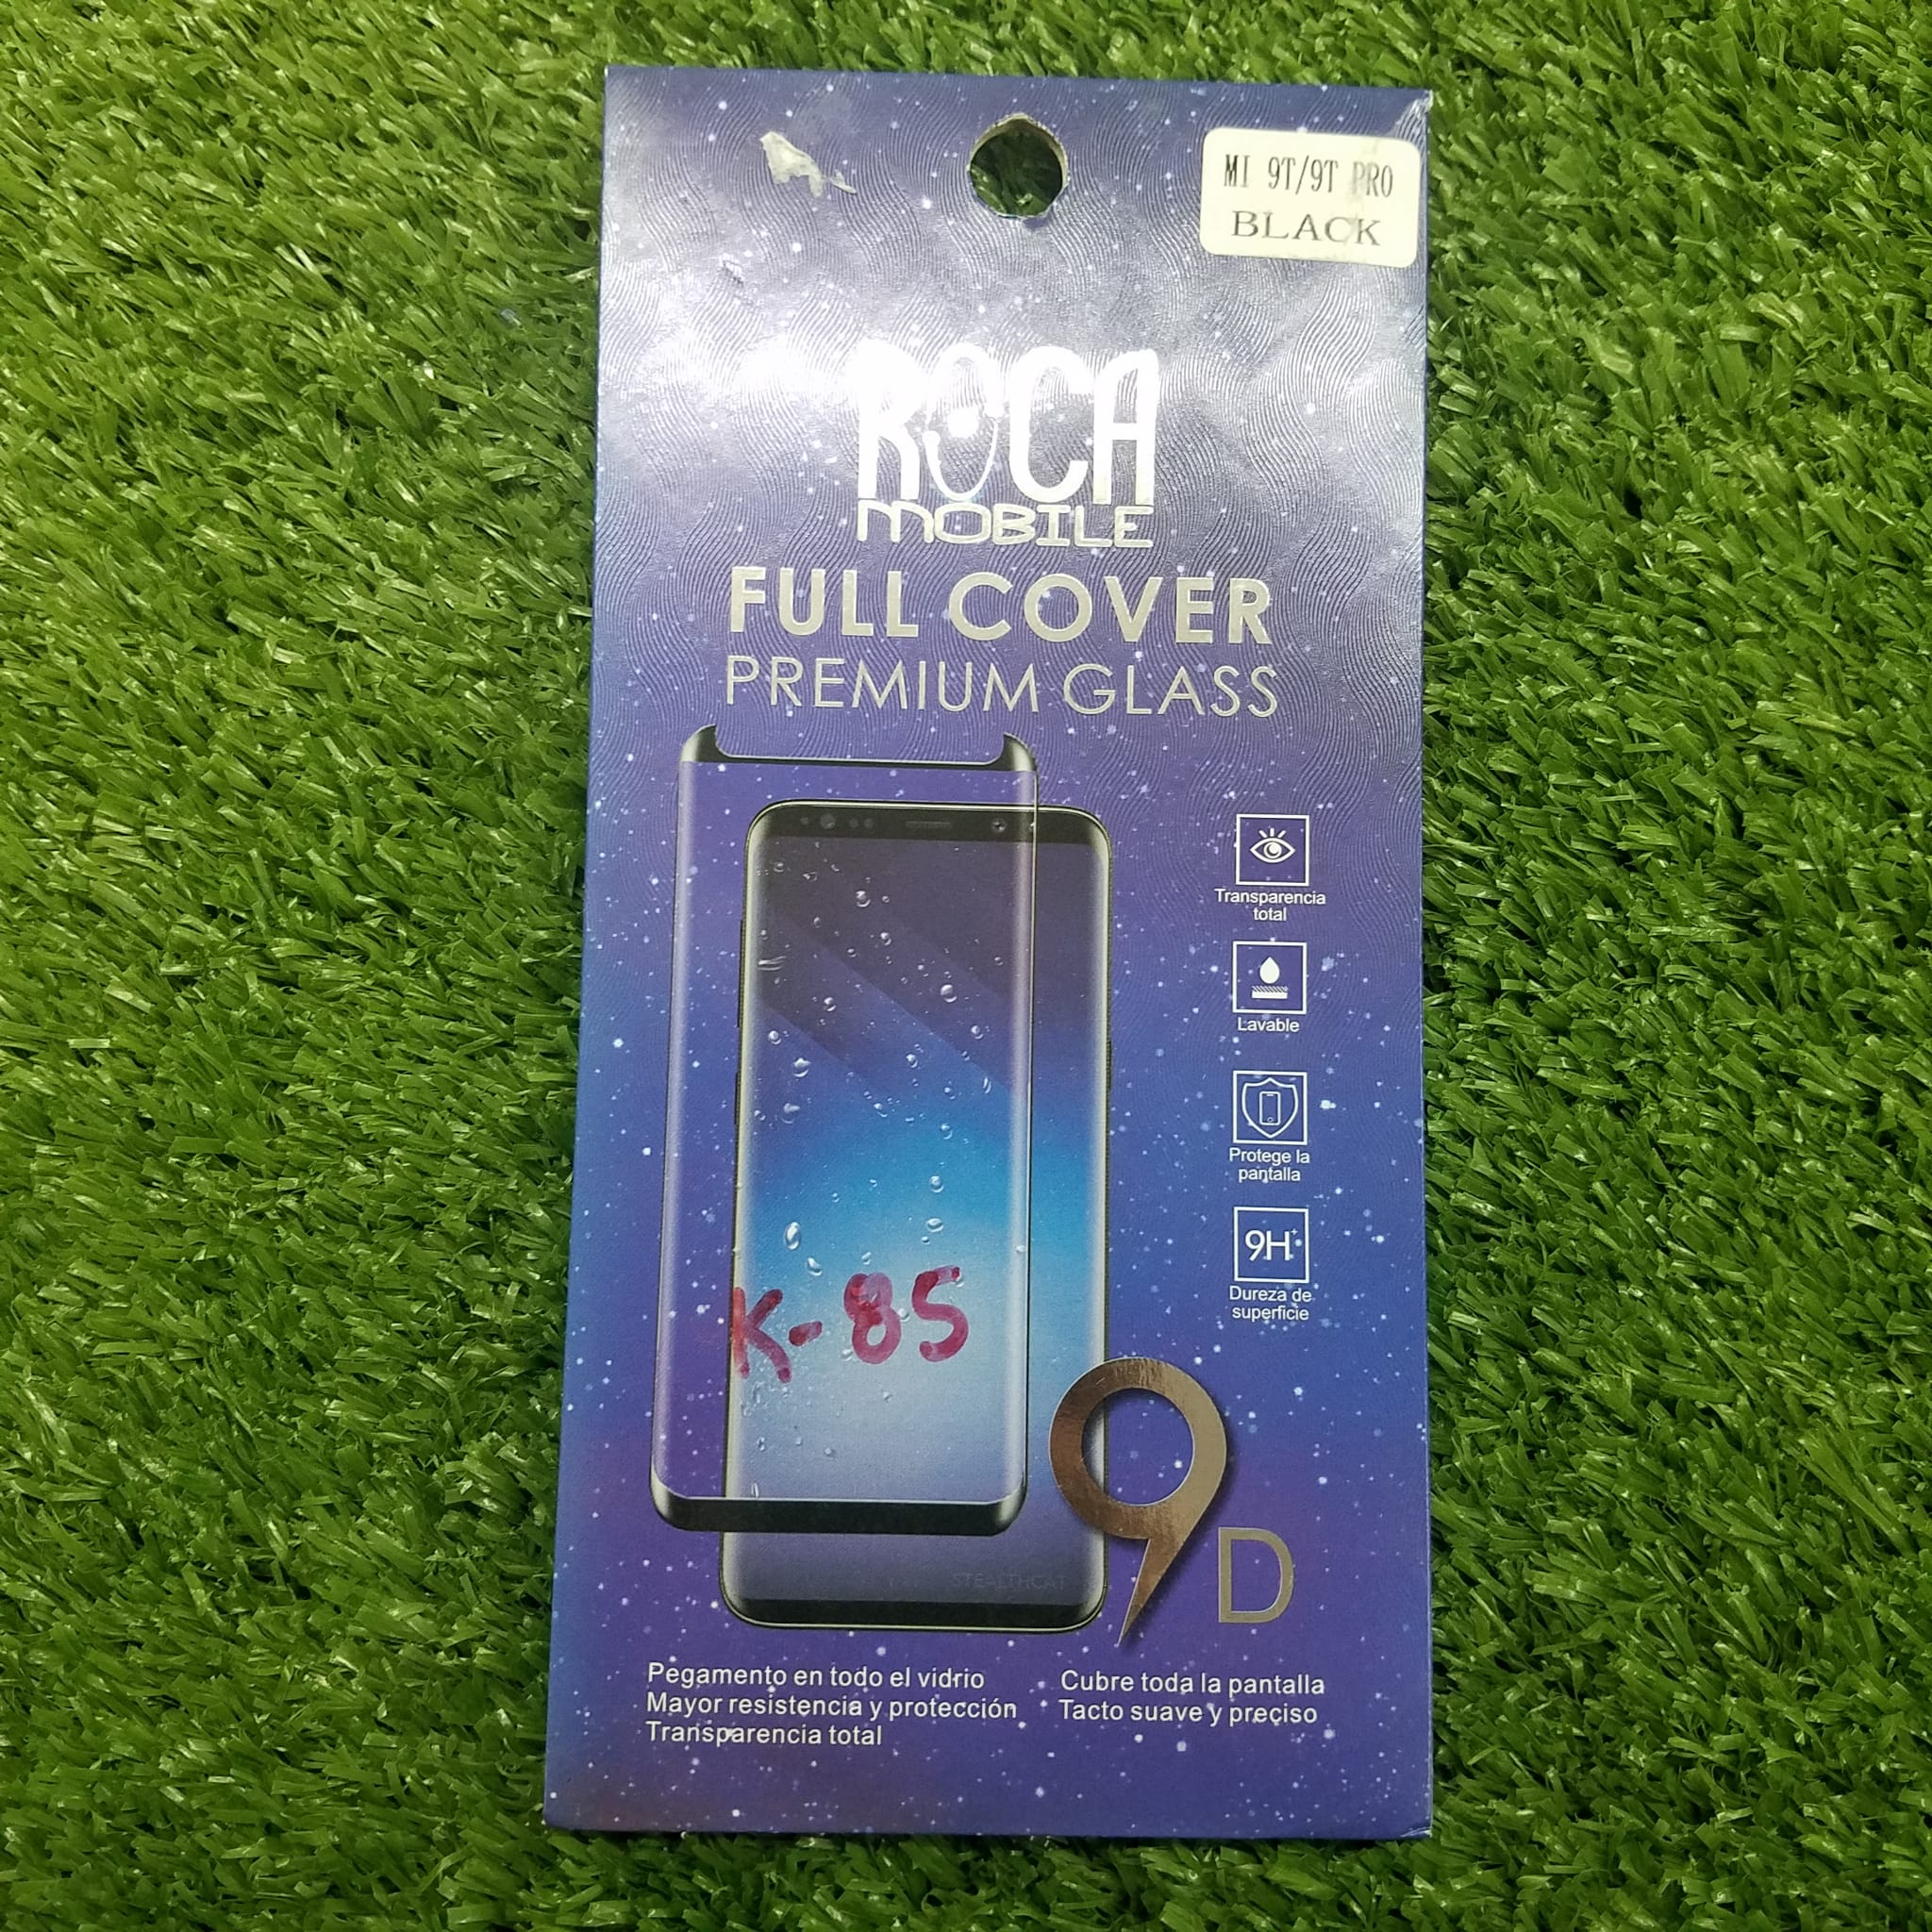 MI 9T/9T PRO
BLACK
ROCA
MOBILE
FULL COVER
PREMIUM GLASS
Transparencia
total
Lavable
Protege la
pantalla
9H+
Dureza de
superficie
K-85
9D
STEALTHCAT
Pegamento en todo el vidrio
Mayor resistencia y protección
Transparencia total
Cubre toda la pantalla
Tacto suave y preciso